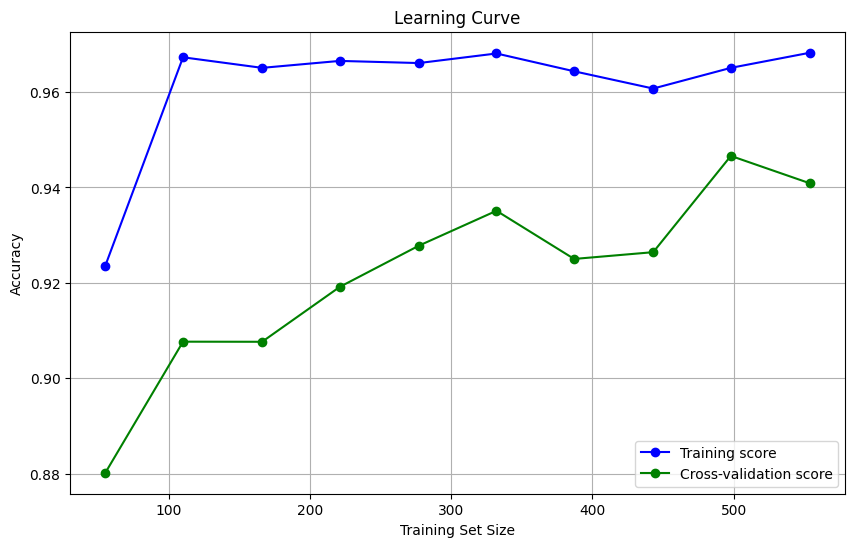 Learning Curve
0.96
0.94
0.92
0.90
0.88
Accuracy
100
200
300
400
500
Training Set Size
Training score
Cross-validation score